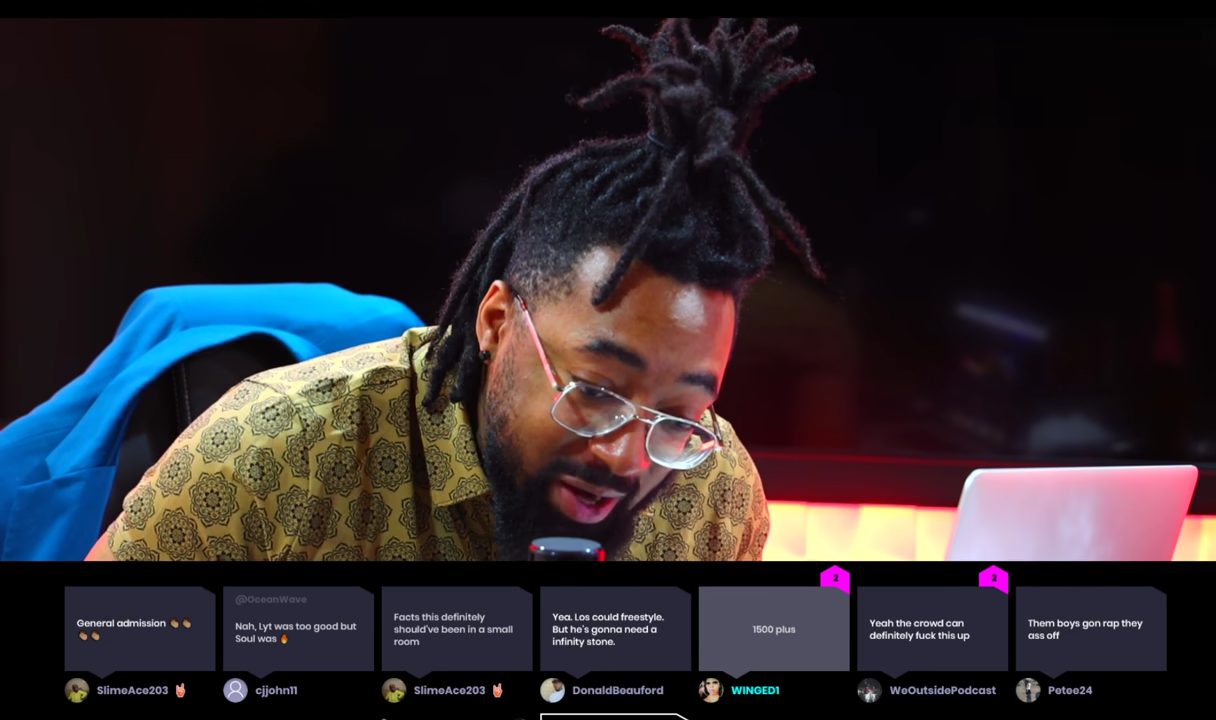 2
2
General admission 👏🏽👏🏽
👏🏽👏🏽
@OceanWave
Nah, Lyt was too good but
Soul was 🔥
Facts this definitely
should've been in a small
room
Yea. Los could freestyle.
But he's gonna need a
infinity stone.
1500 plus
Yeah the crowd can
definitely fuck this up
Them boys gon rap they
ass off
SlimeAce203 🤘🏼
cjjohn11
SlimeAce203 🤘🏼
DonaldBeauford
WINGED1
WeOutsidePodcast
Petee24